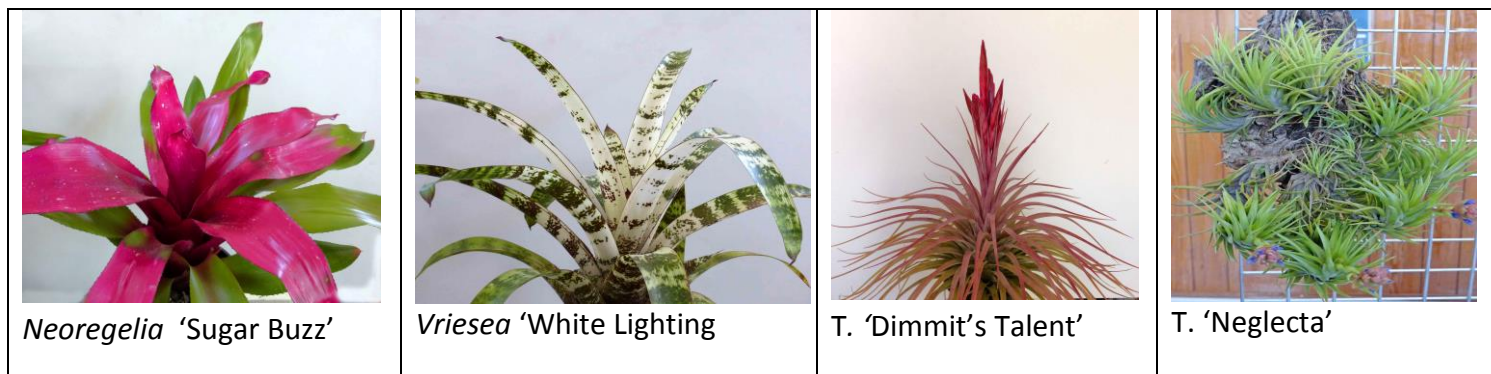 Neoregelia ‘Sugar Buzz’
Vriesea ‘White Lighting
T. ‘Dimmit’s Talent’
T. ‘Neglecta’